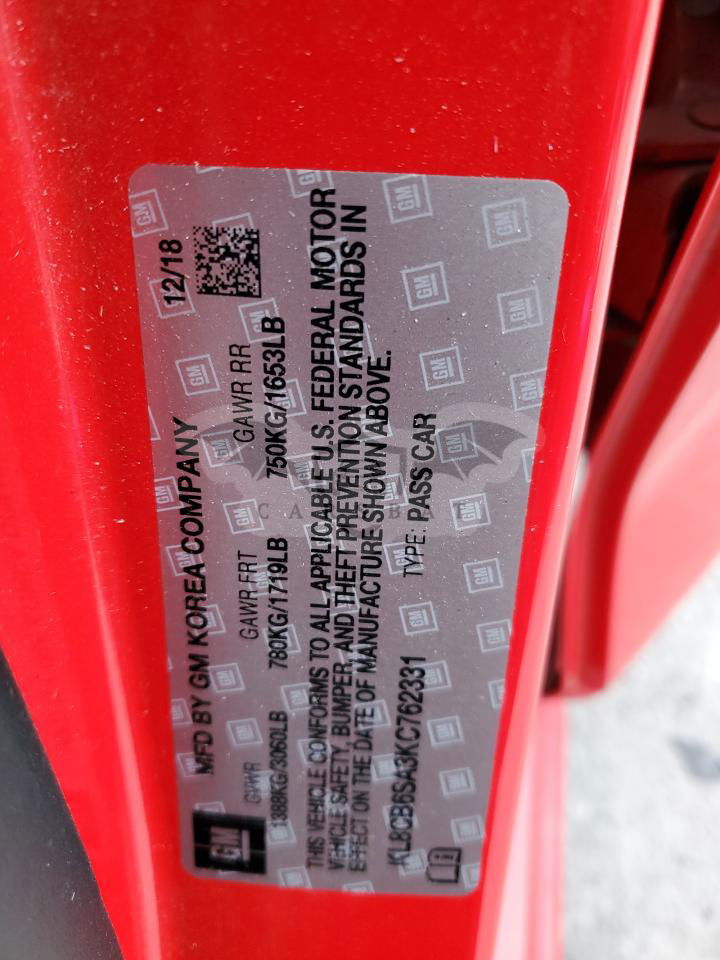 MFD BY GM KOREA COMPANY 12/18
GVWR GAWR FRT GAWR RR
1388KG/3060LB 780KG/1719LB 750KG/1653LB
THIS VEHICLE CONFORMS TO ALL APPLICABLE U.S. FEDERAL MOTOR
VEHICLE SAFETY, BUMPER, AND THEFT PREVENTION STANDARDS IN
EFFECT ON THE DATE OF MANUFACTURE SHOWN ABOVE.
KL8CB6SA3KC762331 TYPE: PASS CAR
GM